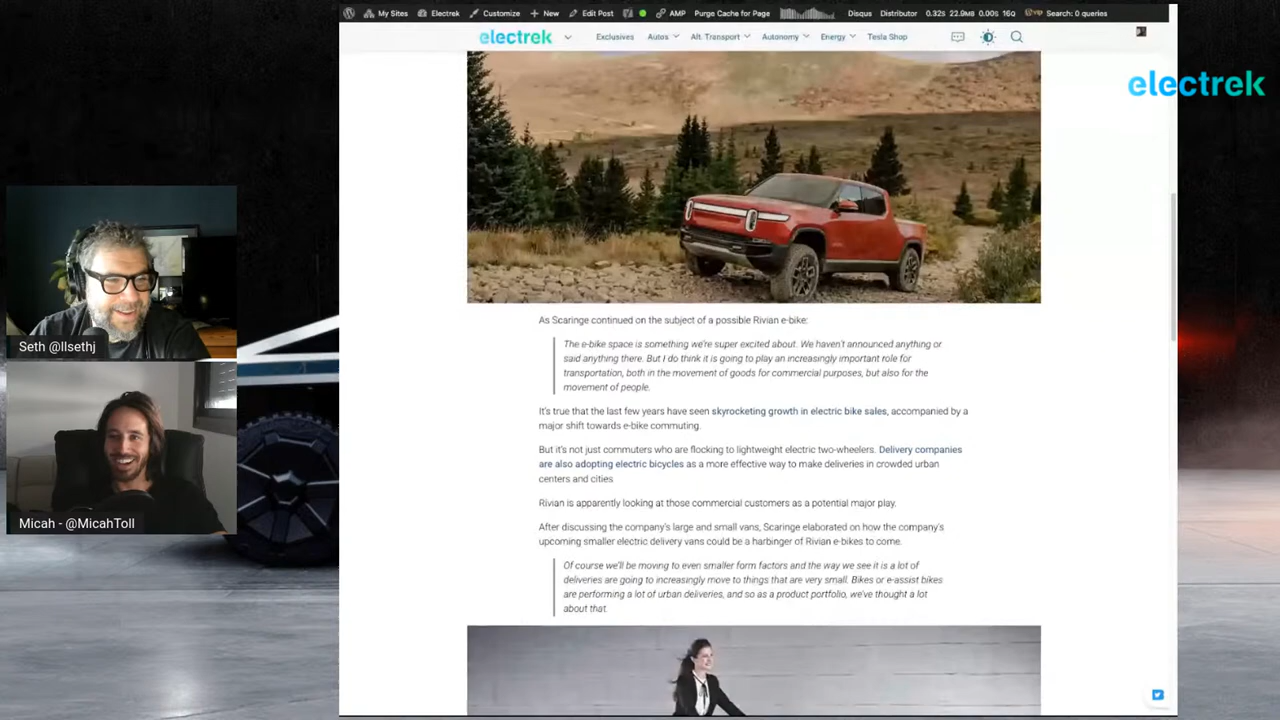 My Sites Electrek Customize New Edit Post AMP Purge Cache for Page Disqus Distributor 0.32s 22.9MB 0.00s 16Q Search: 0 queries
electrek Exclusives Autos Alt. Transport Autonomy Energy Tesla Shop
electrek
As Scaringe continued on the subject of a possible Rivian e-bike:
The e-bike space is something we're super excited about. We haven't announced anything or
said anything there. But I do think it is going to play an increasingly important role for
transportation, both in the movement of goods for commercial purposes, but also for the
movement of people.
It's true that the last few years have seen skyrocketing growth in electric bike sales, accompanied by a
major shift towards e-bike commuting.
But it's not just commuters who are flocking to lightweight electric two-wheelers. Delivery companies
are also adopting electric bicycles as a more effective way to make deliveries in crowded urban
centers and cities
Rivian is apparently looking at those commercial customers as a potential major play.
After discussing the company's large and small vans, Scaringe elaborated on how the company's
upcoming smaller electric delivery vans could be a harbinger of Rivian e-bikes to come.
Of course we'll be moving to even smaller form factors and the way we see it is a lot of
deliveries are going to increasingly move to things that are very small. Bikes or e-assist bikes
are performing a lot of urban deliveries, and so as a product portfolio, we've thought a lot
about that.
Seth @llsethj
Micah - @MicahToll